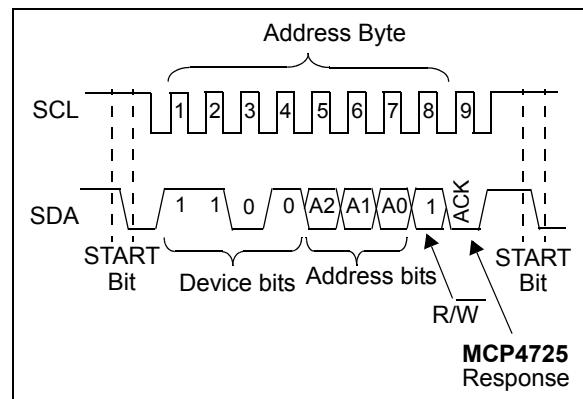 Address Byte
SCL 1 2 3 4 5 6 7 8 9
SDA 1 1 0 0 A2 A1 A0 1 ACK
START Bit
Device bits
Address bits
START Bit
R/W̅
MCP4725
Response